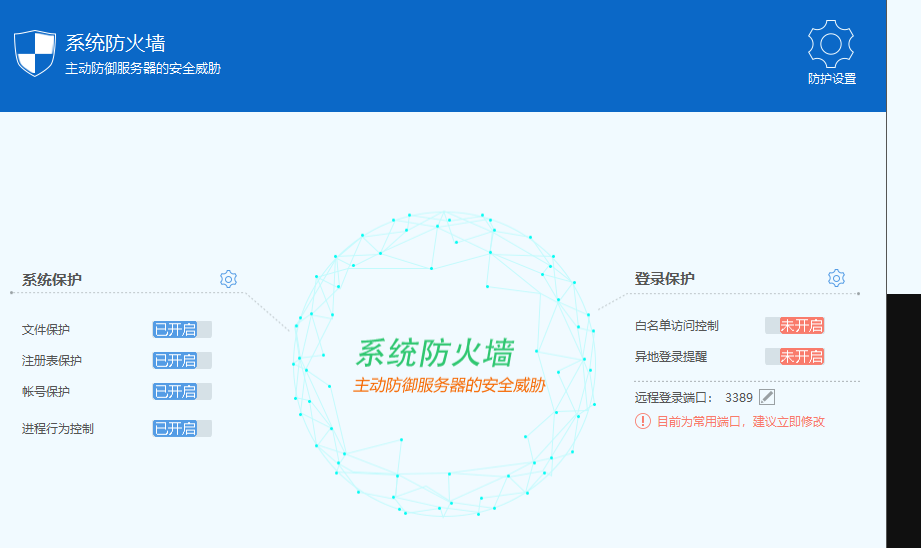 系统防火墙
主动防御服务器的安全威胁
防护设置
系统保护
文件保护 已开启
注册表保护 已开启
帐号保护 已开启
进程行为控制 已开启
系统防火墙
主动防御服务器的安全威胁
登录保护
白名单访问控制 未开启
异地登录提醒 未开启
远程登录端口： 3389
目前为常用端口，建议立即修改